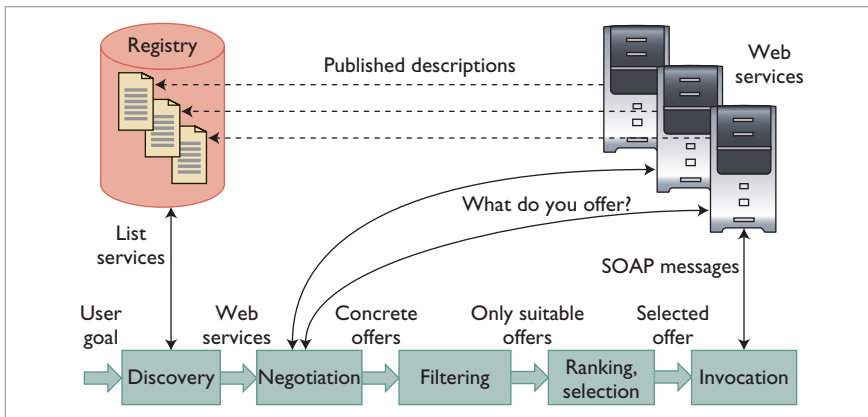 Registry
Published descriptions
Web
services
What do you offer?
List
services
SOAP messages
User
goal
Web
services
Concrete
offers
Only suitable
offers
Selected
offer
Discovery
Negotiation
Filtering
Ranking,
selection
Invocation